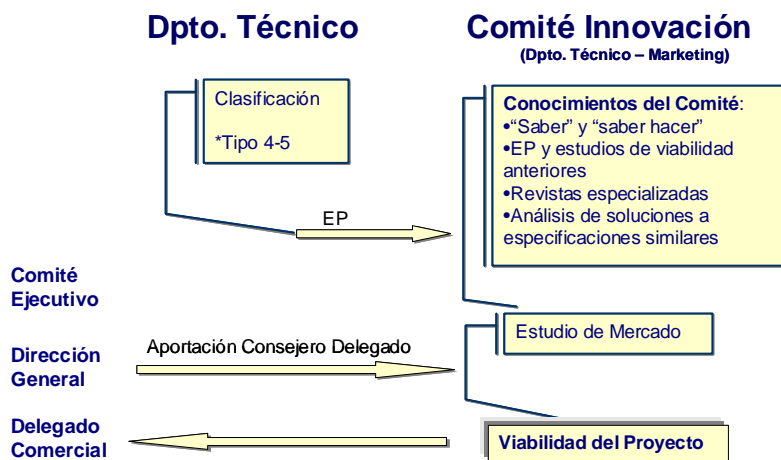 Dpto. Técnico
Comité Innovación
(Dpto. Técnico – Marketing)
Clasificación
*Tipo 4-5
Conocimientos del Comité:
•“Saber” y “saber hacer”
•EP y estudios de viabilidad
anteriores
•Revistas especializadas
•Análisis de soluciones a
especificaciones similares
EP
Comité
Ejecutivo
Estudio de Mercado
Dirección
General
Aportación Consejero Delegado
Delegado
Comercial
Viabilidad del Proyecto